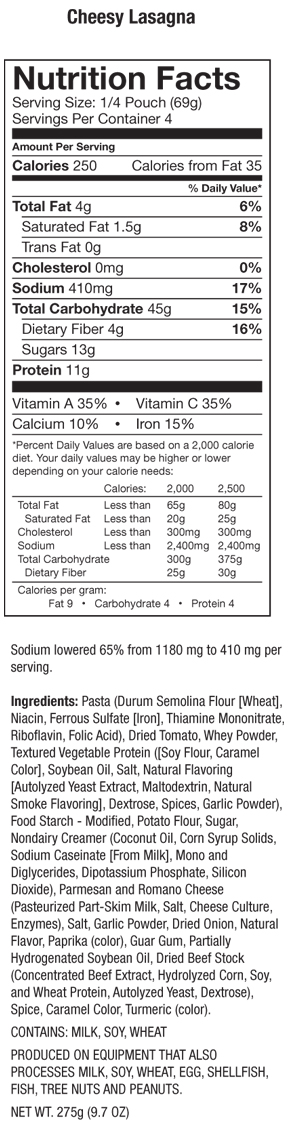 Cheesy Lasagna
Nutrition Facts
Serving Size: 1/4 Pouch (69g)
Servings Per Container 4
Amount Per Serving
Calories 250 Calories from Fat 35
% Daily Value*
Total Fat 4g 6%
Saturated Fat 1.5g 8%
Trans Fat 0g
Cholesterol 0mg 0%
Sodium 410mg 17%
Total Carbohydrate 45g 15%
Dietary Fiber 4g 16%
Sugars 13g
Protein 11g
Vitamin A 35% • Vitamin C 35%
Calcium 10% • Iron 15%
*Percent Daily Values are based on a 2,000 calorie
diet. Your daily values may be higher or lower
depending on your calorie needs:
Calories: 2,000 2,500
Total Fat Less than 65g 80g
Saturated Fat Less than 20g 25g
Cholesterol Less than 300mg 300mg
Sodium Less than 2,400mg 2,400mg
Total Carbohydrate 300g 375g
Dietary Fiber 25g 30g
Calories per gram:
Fat 9 • Carbohydrate 4 • Protein 4
Sodium lowered 65% from 1180 mg to 410 mg per
serving.
Ingredients: Pasta (Durum Semolina Flour [Wheat],
Niacin, Ferrous Sulfate [Iron], Thiamine Mononitrate,
Riboflavin, Folic Acid), Dried Tomato, Whey Powder,
Textured Vegetable Protein ([Soy Flour, Caramel
Color], Soybean Oil, Salt, Natural Flavoring
[Autolyzed Yeast Extract, Maltodextrin, Natural
Smoke Flavoring], Dextrose, Spices, Garlic Powder),
Food Starch - Modified, Potato Flour, Sugar,
Nondairy Creamer (Coconut Oil, Corn Syrup Solids,
Sodium Caseinate [From Milk], Mono and
Diglycerides, Dipotassium Phosphate, Silicon
Dioxide), Parmesan and Romano Cheese
(Pasteurized Part-Skim Milk, Salt, Cheese Culture,
Enzymes), Salt, Garlic Powder, Dried Onion, Natural
Flavor, Paprika (color), Guar Gum, Partially
Hydrogenated Soybean Oil, Dried Beef Stock
(Concentrated Beef Extract, Hydrolyzed Corn, Soy,
and Wheat Protein, Autolyzed Yeast, Dextrose),
Spice, Caramel Color, Turmeric (color).
CONTAINS: MILK, SOY, WHEAT
PRODUCED ON EQUIPMENT THAT ALSO
PROCESSES MILK, SOY, WHEAT, EGG, SHELLFISH,
FISH, TREE NUTS AND PEANUTS.
NET WT. 275g (9.7 OZ)